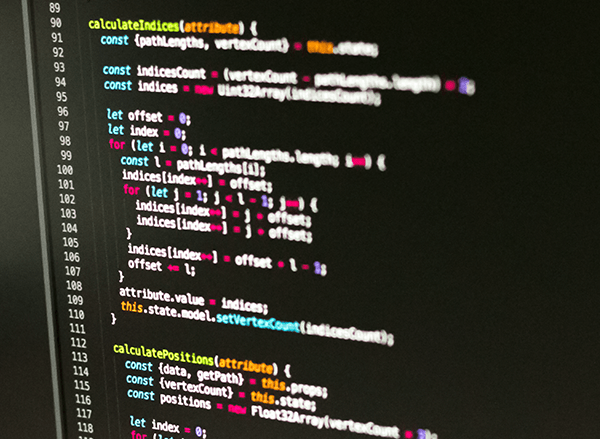 89
90 calculateIndices(attribute) {
91 const {pathLengths, vertexCount} = this.state;
92
93 const indicesCount = (vertexCount - pathLengths.length) *
94 const indices = new Uint32Array(indicesCount);
95
96 let offset = 0;
97 let index = 0;
98 for (let i = 0; i < pathLengths.length; i++) {
99 const l = pathLengths[i];
100 indices[index++] = offset;
101 for (let j = 1; j < l - 1; j++) {
102 indices[index++] = j + offset;
103 indices[index++] = j + offset;
104 }
105 indices[index++] = offset + l - 1;
106 offset += l;
107 }
108 attribute.value = indices;
109 this.state.model.setVertexCount(indicesCount);
110 }
111
112 calculatePositions(attribute) {
113 const {data, getPath} = this.props;
114 const {vertexCount} = this.state;
115 const positions = new Float32Array(vertexCount * 3);
116
117 let index = 0;
118 for (let